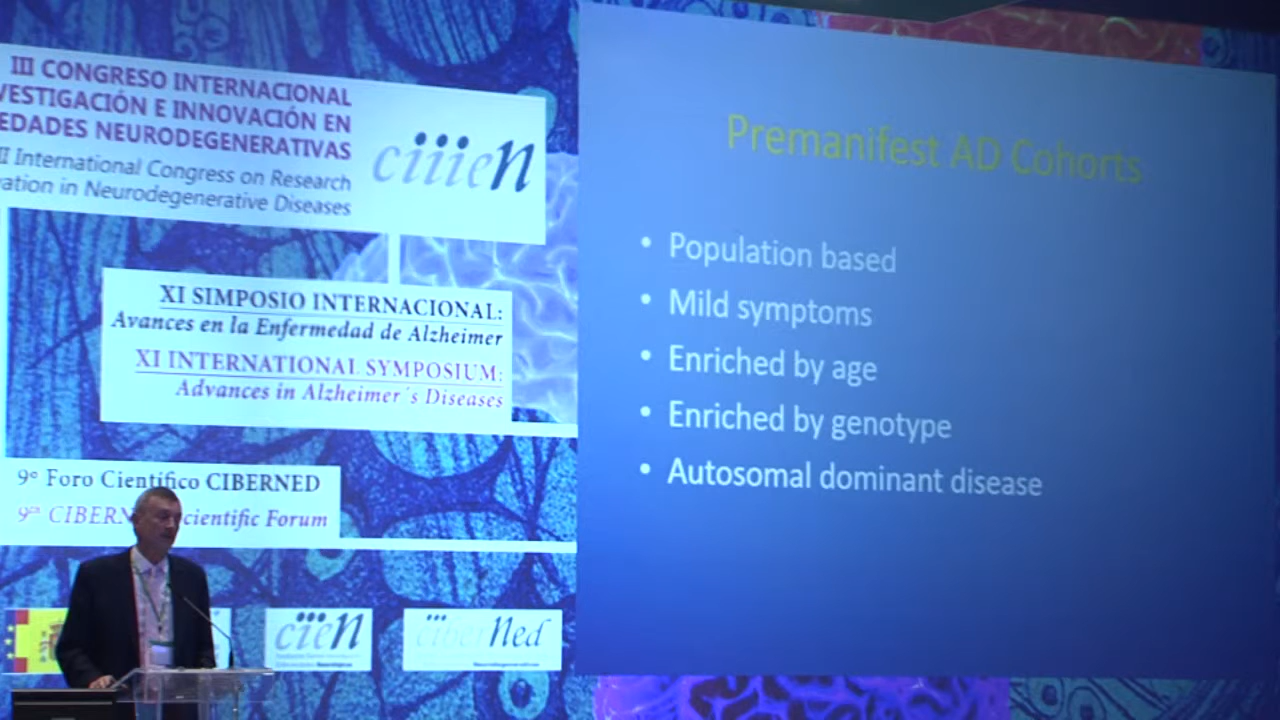 III CONGRESO INTERNACIONAL
VESTIGACIÓN E INNOVACIÓN EN
EDADES NEURODEGENERATIVAS
II International Congress on Research
vation in Neurodegenerative Diseases
ciiieN
XI SIMPOSIO INTERNACIONAL:
Avances en la Enfermedad de Alzheimer
XI INTERNATIONAL SYMPOSIUM:
Advances in Alzheimer´s Diseases
9º Foro Científico CIBERNED
9th CIBERN cientific Forum
cien
ciberNed
Premanifest AD Cohorts
• Population based
• Mild symptoms
• Enriched by age
• Enriched by genotype
• Autosomal dominant disease